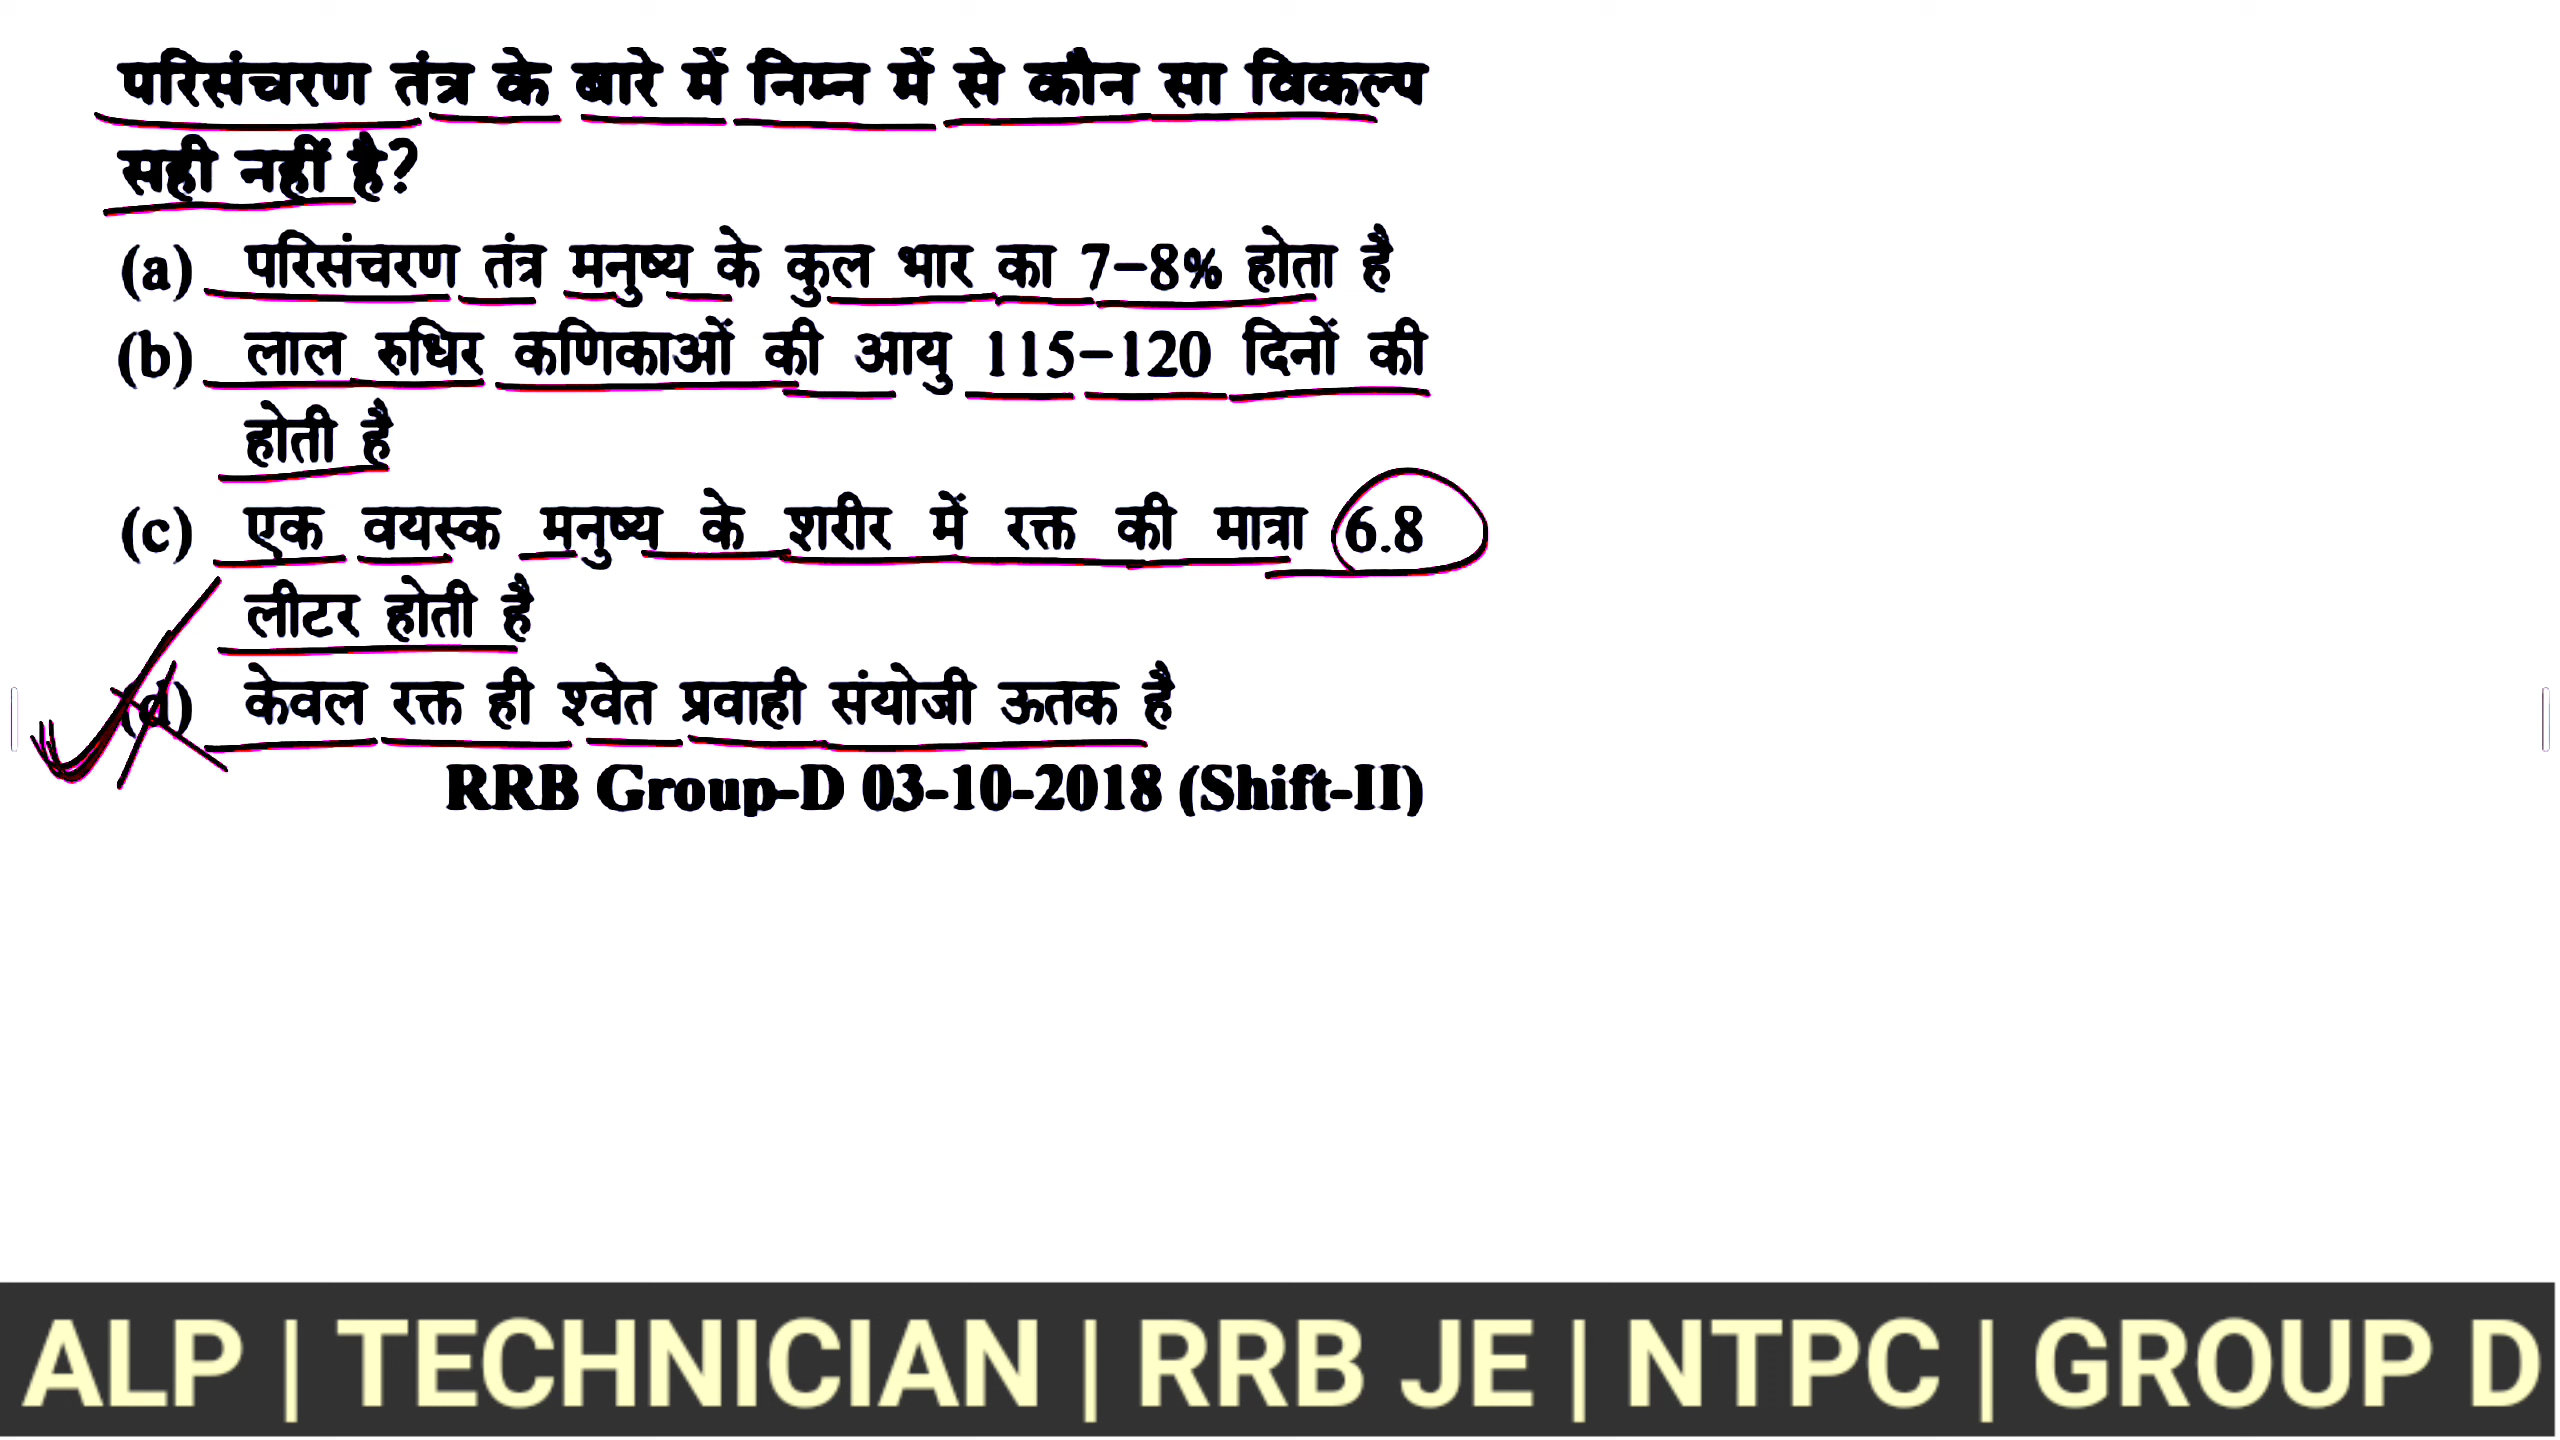 परिसंचरण तंत्र के बारे में निम्न में से कौन सा विकल्प
सही नहीं है?
(a) परिसंचरण तंत्र मनुष्य के कुल भार का 7–8% होता है
(b) लाल रुधिर कणिकाओं की आयु 115–120 दिनों की
होती है
(c) एक वयस्क मनुष्य के शरीर में रक्त की मात्रा 6.8
लीटर होती है
(d) केवल रक्त ही श्वेत प्रवाही संयोजी ऊतक है
RRB Group-D 03-10-2018 (Shift-II)
ALP | TECHNICIAN | RRB JE | NTPC | GROUP D